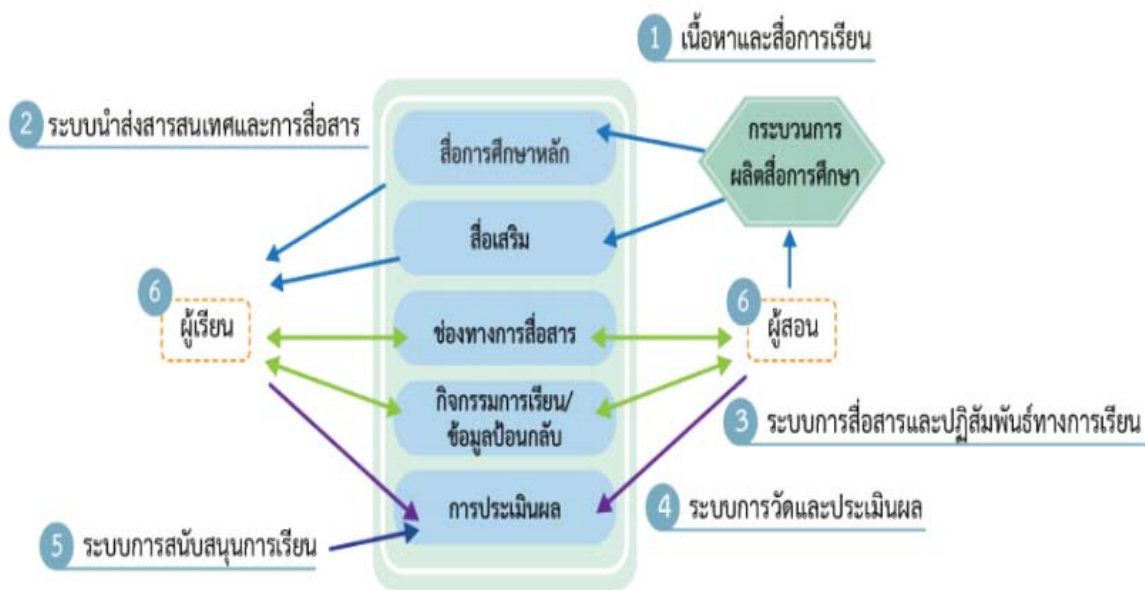 1 เนื้อหาและสื่อการเรียน
2 ระบบนำส่งสารสนเทศและการสื่อสาร
สื่อการศึกษาหลัก
กระบวนการ
ผลิตสื่อการศึกษา
สื่อเสริม
6
ผู้เรียน
ช่องทางการสื่อสาร
6
ผู้สอน
กิจกรรมการเรียน/
ข้อมูลป้อนกลับ
3 ระบบการสื่อสารและปฏิสัมพันธ์ทางการเรียน
การประเมินผล
4 ระบบการวัดและประเมินผล
5 ระบบการสนับสนุนการเรียน